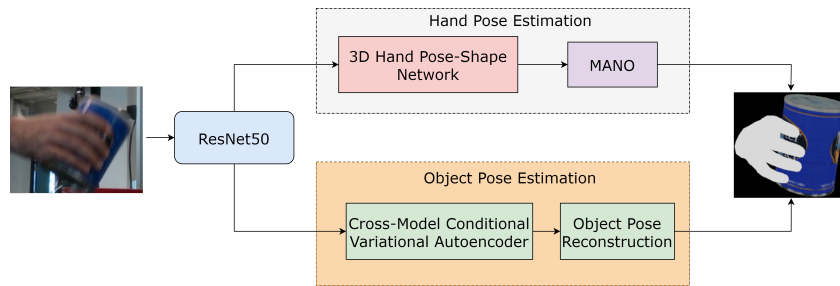 Hand Pose Estimation
3D Hand Pose-Shape
Network
MANO
ResNet50
Object Pose Estimation
Cross-Model Conditional
Variational Autoencoder
Object Pose
Reconstruction